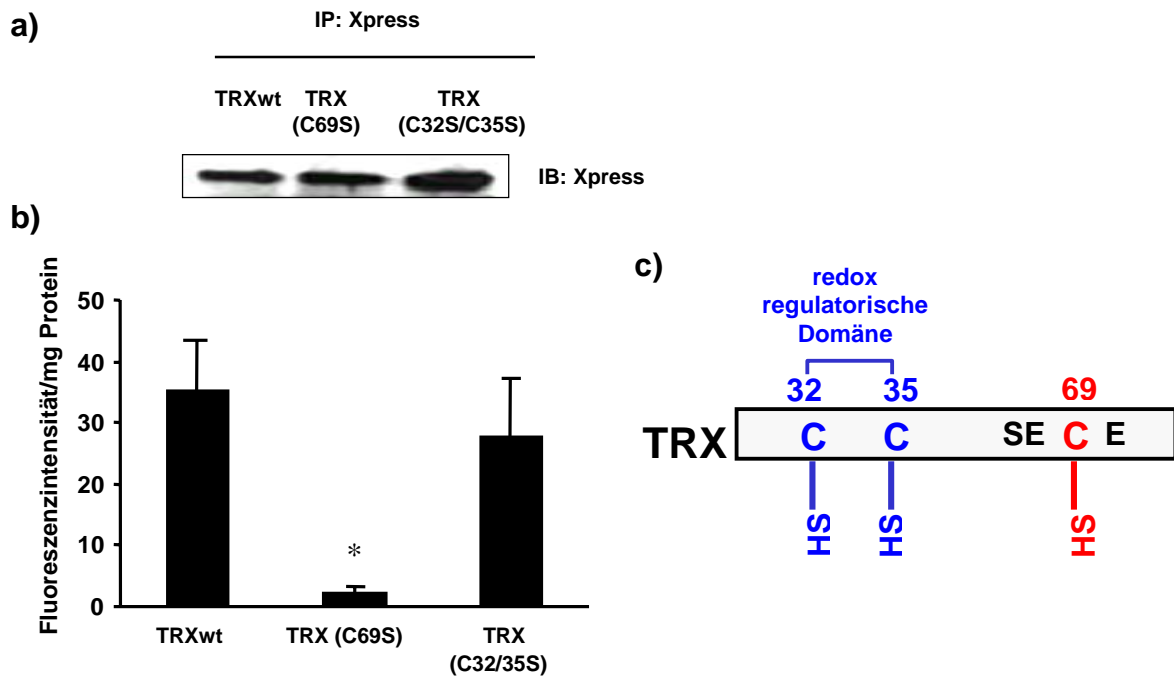 a)
IP: Xpress
TRXwt TRX TRX
(C69S) (C32S/C35S)
IB: Xpress
b)
Fluoreszenzintensität/mg Protein
50
40
30
20
10
0
*
TRXwt TRX (C69S) TRX
(C32/35S)
c)
redox
regulatorische
Domäne
32 35 69
TRX C C SE C E
SH SH SH